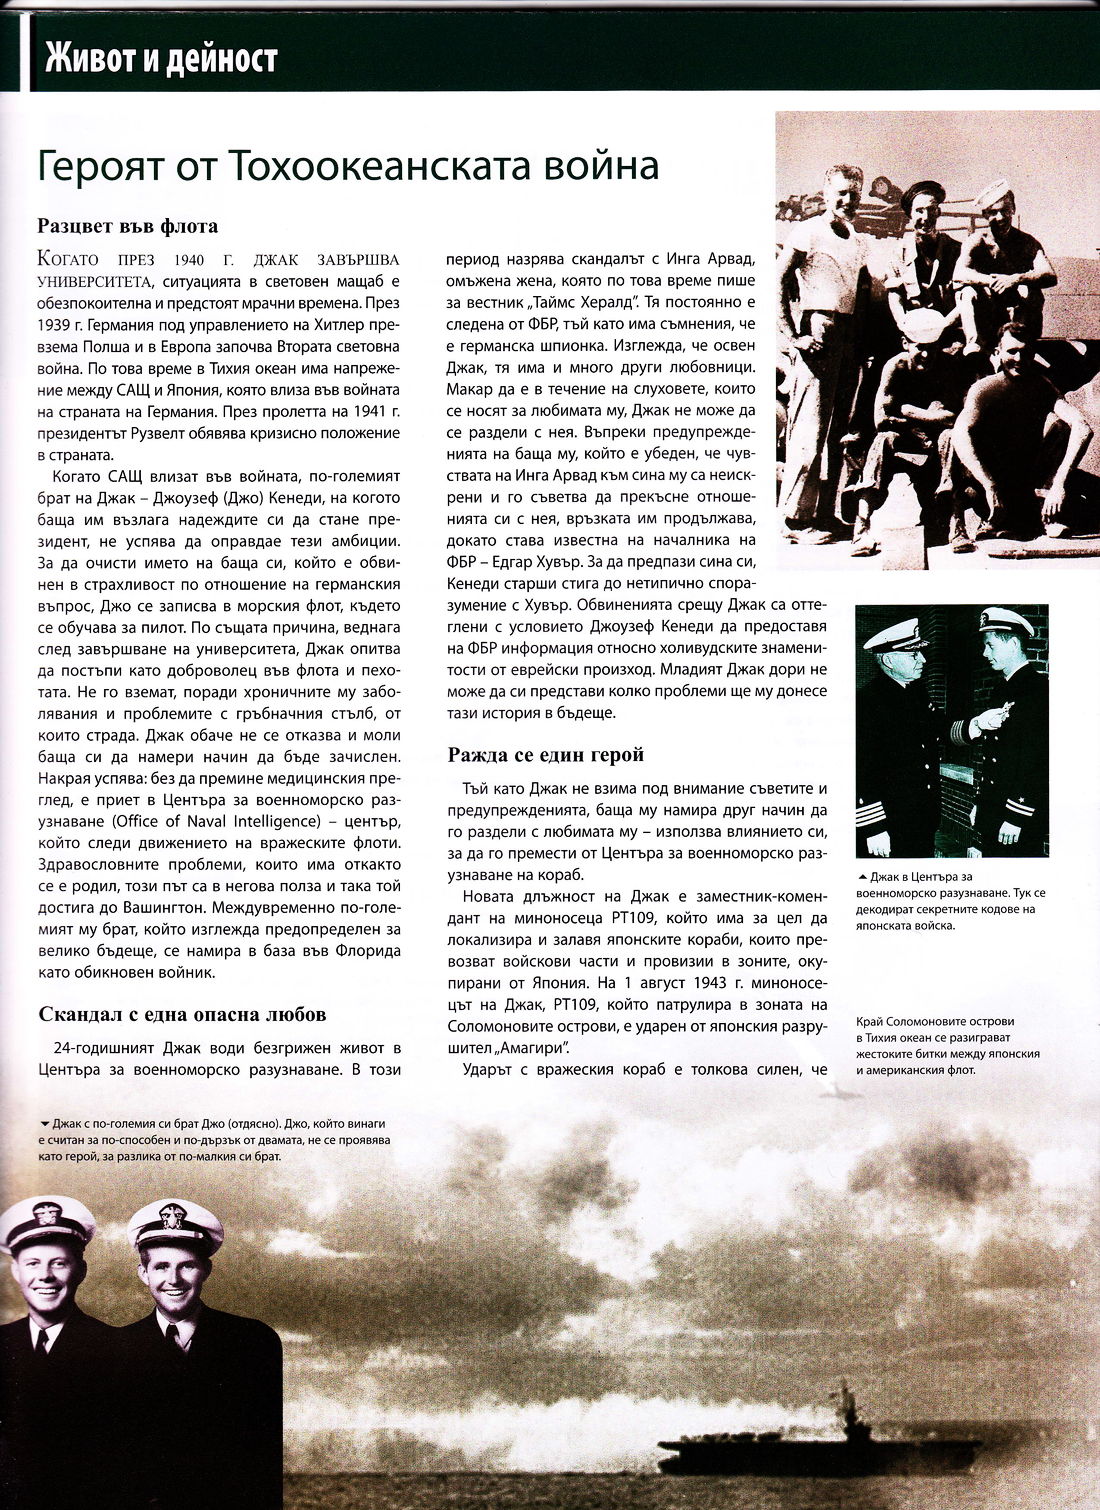 Живот и дейност
Героят от Тохоокеанската война
Разцвет във флота
Когато през 1940 г. Джак завършва
университета, ситуацията в световен мащаб е
обезпокоителна и предстоят мрачни времена. През
1939 г. Германия под управлението на Хитлер пре-
взема Полша и в Европа започва Втората световна
война. По това време в Тихия океан има напреже-
ние между САЩ и Япония, която влиза във войната
на страната на Германия. През пролетта на 1941 г.
президентът Рузвелт обявява кризисно положение
в страната.
Когато САЩ влизат във войната, по-големият
брат на Джак – Джоузеф (Джо) Кенеди, на когото
баща им възлага надеждите си да стане пре-
зидент, не успява да оправдае тези амбиции.
За да очисти името на баща си, който е обви-
нен в страхливост по отношение на германския
въпрос, Джо се записва в морския флот, където
се обучава за пилот. По същата причина, веднага
след завършване на университета, Джак опитва
да постъпи като доброволец във флота и пехо-
тата. Не го вземат, поради хроничните му забо-
лявания и проблемите с гръбначния стълб, от
които страда. Джак обаче не се отказва и моли
баща си да намери начин да бъде зачислен.
Накрая успява: без да премине медицинския пре-
глед, е приет в Центъра за военноморско раз-
узнаване (Office of Naval Intelligence) – център,
който следи движението на вражеските флоти.
Здравословните проблеми, които има откакто
се е родил, този път са в негова полза и така той
достига до Вашингтон. Междувременно по-голе-
мият му брат, който изглежда предопределен за
велико бъдеще, се намира в база във Флорида
като обикновен войник.
Скандал с една опасна любов
24-годишният Джак води безгрижен живот в
Центъра за военноморско разузнаване. В този
период назрява скандалът с Инга Арвад,
омъжена жена, която по това време пише
за вестник „Таймс Хералд”. Тя постоянно е
следена от ФБР, тъй като има съмнения, че
е германска шпионка. Изглежда, че освен
Джак, тя има и много други любовници.
Макар да е в течение на слуховете, които
се носят за любимата му, Джак не може да
се раздели с нея. Въпреки предупрежде-
нията на баща му, който е убеден, че чув-
ствата на Инга Арвад към сина му са неиск-
рени и го съветва да прекъсне отноше-
нията си с нея, връзката им продължава,
докато става известна на началника на
ФБР – Едгар Хувър. За да предпази сина си,
Кенеди старши стига до нетипично спора-
зумение с Хувър. Обвиненията срещу Джак са отте-
глени с условието Джоузеф Кенеди да предоставя
на ФБР информация относно холивудските знамени-
тости от еврейски произход. Младият Джак дори не
може да си представи колко проблеми ще му донесе
тази история в бъдеще.
Ражда се един герой
Тъй като Джак не взима под внимание съветите и
предупрежденията, баща му намира друг начин да
го раздели с любимата му – използва влиянието си,
за да го премести от Центъра за военноморско раз-
узнаване на кораб.
Новата длъжност на Джак е заместник-комен-
дант на миноносеца PT109, който има за цел да
локализира и залавя японските кораби, които пре-
возват войскови части и провизии в зоните, оку-
пирани от Япония. На 1 август 1943 г. миноносе-
цът на Джак, PT109, който патрулира в зоната на
Соломоновите острови, е ударен от японския разру-
шител „Амагири”.
Ударът с вражеския кораб е толкова силен, че
Джак в Центъра за
военноморско разузнаване. Тук се
декодират секретните кодове на
японската войска.
Край Соломоновите острови
в Тихия океан се разиграват
жестоките битки между японския
и американския флот.
Джак с по-големия си брат Джо (отдясно). Джо, който винаги
е считан за по-способен и по-дързък от двамата, не се проявява
като герой, за разлика от по-малкия си брат.